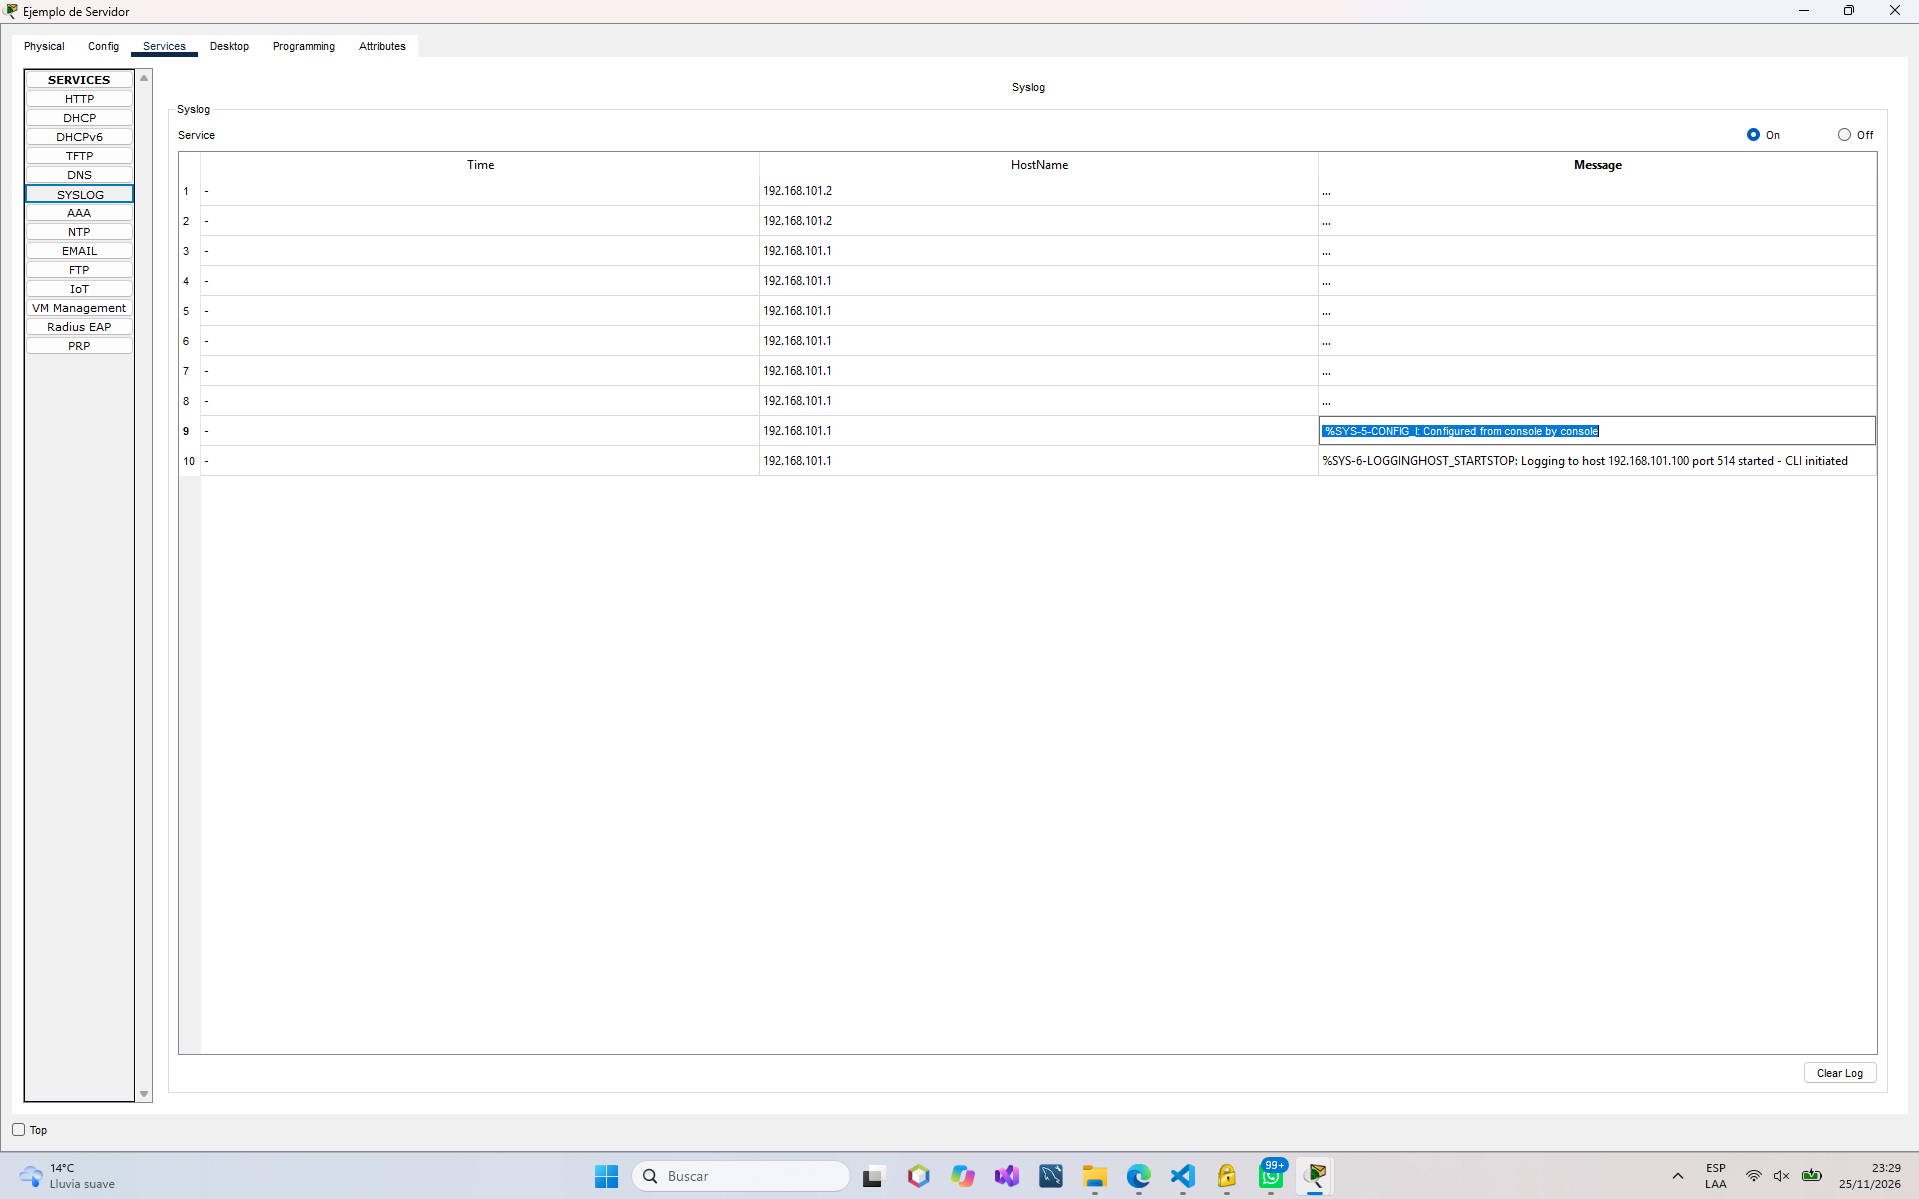 Ejemplo de Servidor
Physical Config Services Desktop Programming Attributes
SERVICES
HTTP
DHCP
DHCPv6
TFTP
DNS
SYSLOG
AAA
NTP
EMAIL
FTP
IoT
VM Management
Radius EAP
PRP
Syslog
Syslog
Service On Off
Time HostName Message
1 - 192.168.101.2 ...
2 - 192.168.101.2 ...
3 - 192.168.101.1 ...
4 - 192.168.101.1 ...
5 - 192.168.101.1 ...
6 - 192.168.101.1 ...
7 - 192.168.101.1 ...
8 - 192.168.101.1 ...
9 - 192.168.101.1 %SYS-5-CONFIG_I: Configured from console by console
10 - 192.168.101.1 %SYS-6-LOGGINGHOST_STARTSTOP: Logging to host 192.168.101.100 port 514 started - CLI initiated
Clear Log
Top
14°C
Lluvia suave
Buscar
99+
ESP
LAA
23:29
25/11/2026